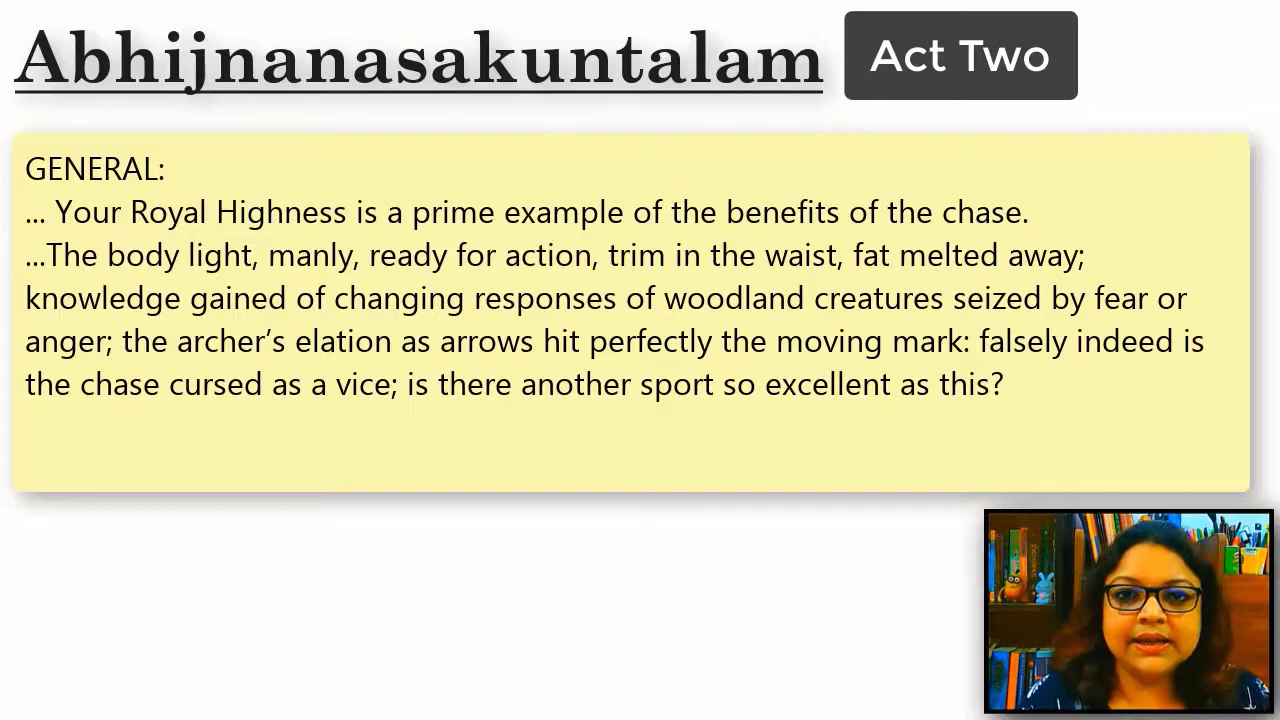 Abhijnanasakuntalam
Act Two
GENERAL:
... Your Royal Highness is a prime example of the benefits of the chase.
...The body light, manly, ready for action, trim in the waist, fat melted away;
knowledge gained of changing responses of woodland creatures seized by fear or
anger; the archer’s elation as arrows hit perfectly the moving mark: falsely indeed is
the chase cursed as a vice; is there another sport so excellent as this?